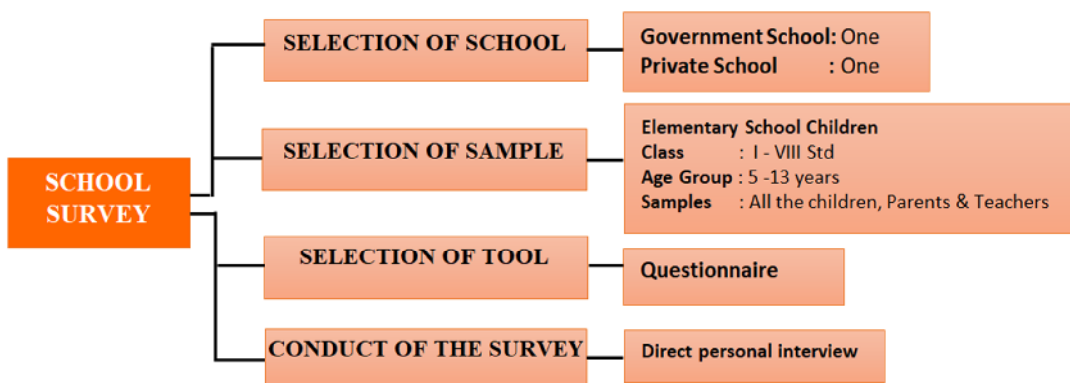 SCHOOL
SURVEY
SELECTION OF SCHOOL
Government School: One
Private School : One
SELECTION OF SAMPLE
Elementary School Children
Class : I - VIII Std
Age Group : 5 -13 years
Samples : All the children, Parents & Teachers
SELECTION OF TOOL
Questionnaire
CONDUCT OF THE SURVEY
Direct personal interview